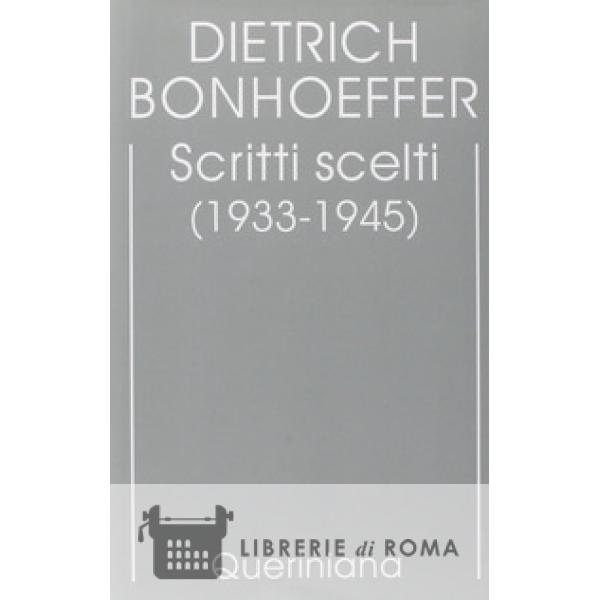 DIETRICH
BONHOEFFER
Scritti scelti
(1933-1945)
LIBRERIE di ROMA
Queriniana